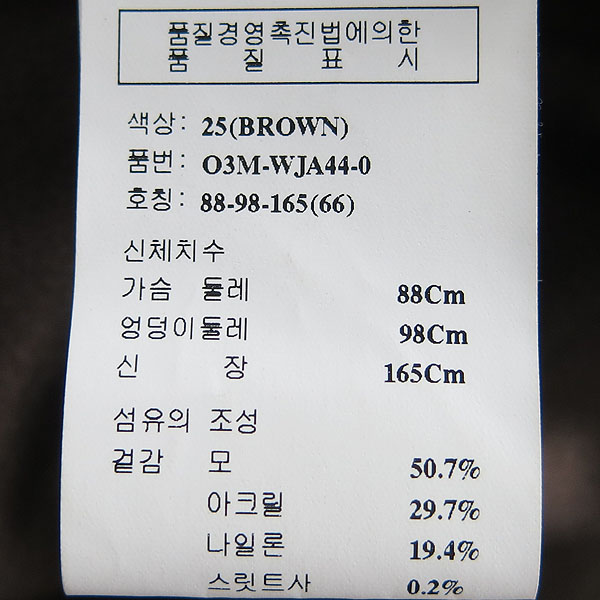 품질경영촉진법에의한
품 질 표 시
색상: 25(BROWN)
품번: O3M-WJA44-0
호칭: 88-98-165(66)
신체치수
가슴 둘레 88Cm
엉덩이둘레 98Cm
신 장 165Cm
섬유의 조성
겉감 모 50.7%
아크릴 29.7%
나일론 19.4%
스릿트사 0.2%